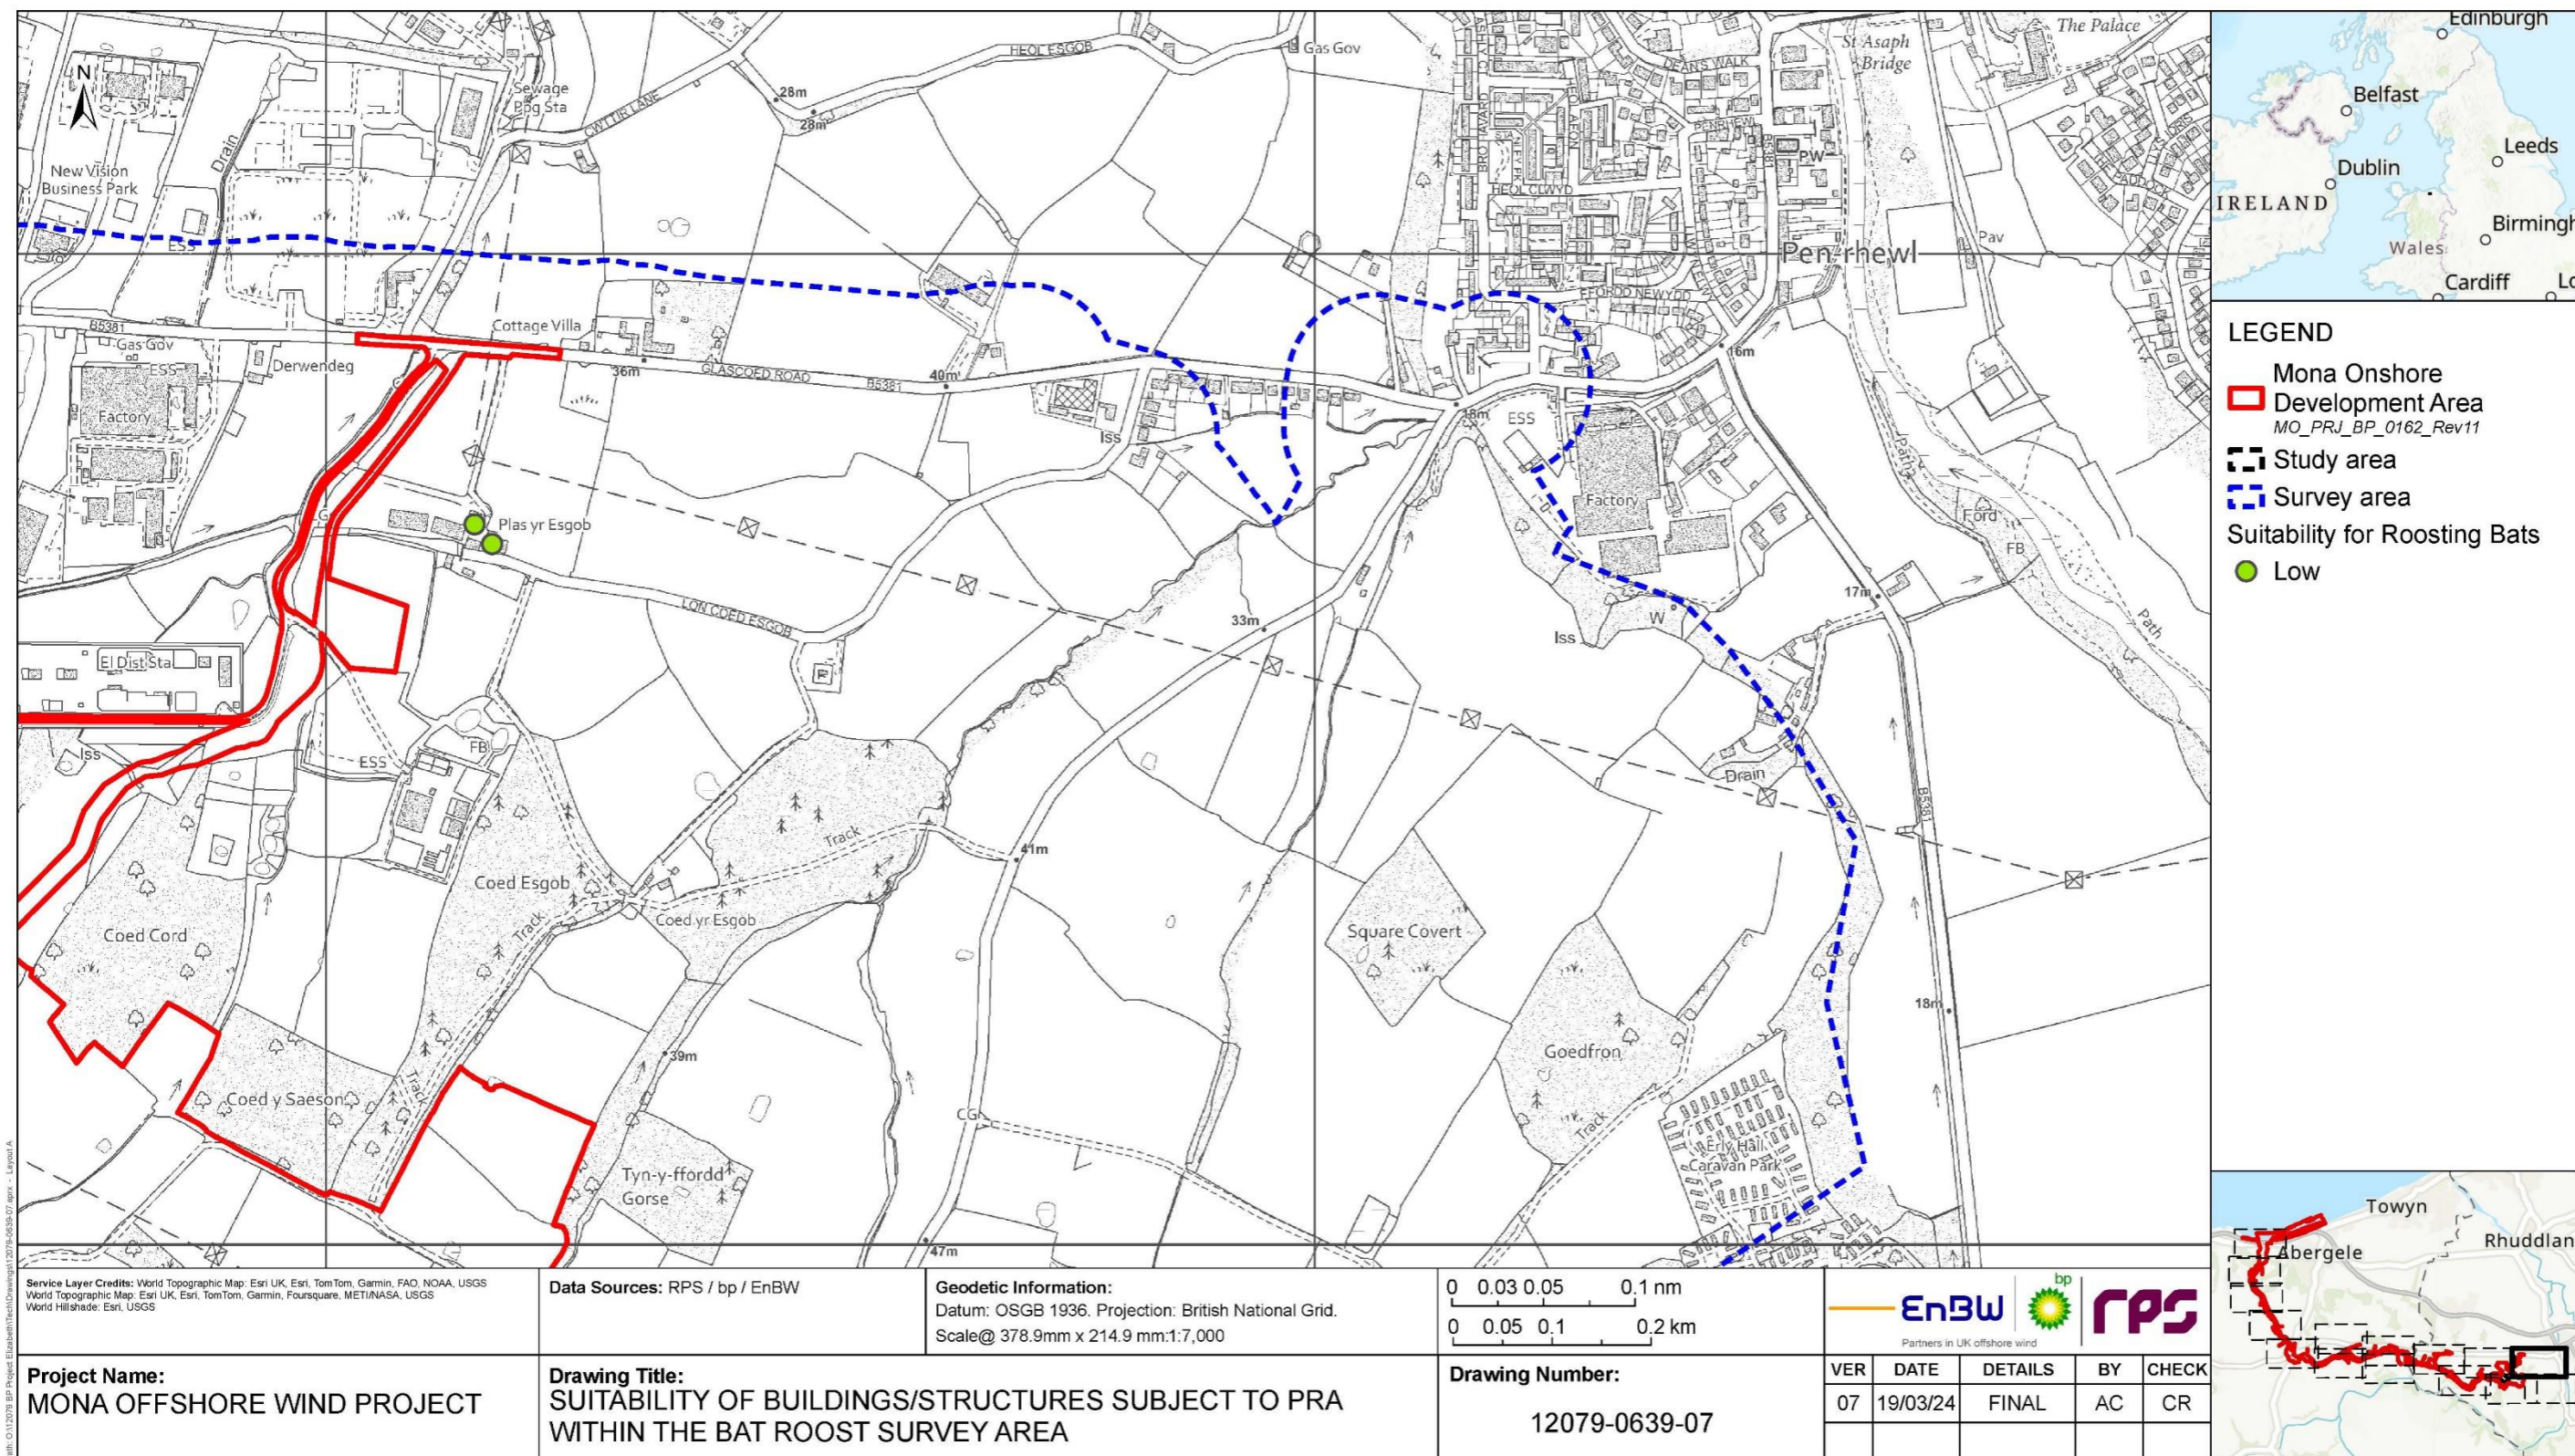 N
New Vision
Business Park
Drain
Sewage
Ppg Sta
CWTTIR LANE
28m
28m
HEOL ESGOB
Gas Gov
DEAN'S WALK
St Asaph
Bridge
The Palace
PW
HEOL CLWYD
B5381
ESS
Pen-rhewl
Pav
FFORDD NEWYDD
B5381
Gas Gov
ESS
Derwendeg
Cottage Villa
36m
GLASCOED ROAD
B5381
40m
16m
18m
ESS
Iss
Factory
Factory
Path
Ford
FB
Path
Plas yr Esgob
LON COED ESGOB
33m
17m
W
Iss
El Dist Sta
Iss
FB
ESS
Drain
B5381
Track
41m
Coed Esgob
Coed yr Esgob
Track
Coed Cord
Square Covert
18m
Goedfron
39m
Coed y Saeson
Track
CG
Track
Erly Hall
Caravan Park
Tyn-y-ffordd
Gorse
47m
Edinburgh
Belfast
Leeds
Dublin
IRELAND
Wales
Cardiff
LEGEND
Mona Onshore
Development Area
MO_PRJ_BP_0162_Rev11
Study area
Survey area
Suitability for Roosting Bats
Low
Towyn
Abergele
Rhuddlan
Service Layer Credits: World Topographic Map: Esri UK, Esri, TomTom, Garmin, FAO, NOAA, USGS
World Topographic Map: Esri UK, Esri, TomTom, Garmin, Foursquare, METI/NASA, USGS
World Hillshade: Esri, USGS
Data Sources: RPS / bp / EnBW
Geodetic Information:
Datum: OSGB 1936. Projection: British National Grid.
Scale@ 378.9mm x 214.9 mm:1:7,000
0 0.03 0.05 0.1 nm
0 0.05 0.1 0.2 km
EnBW
bp
rps
Partners in UK offshore wind
Project Name:
MONA OFFSHORE WIND PROJECT
Drawing Title:
SUITABILITY OF BUILDINGS/STRUCTURES SUBJECT TO PRA
WITHIN THE BAT ROOST SURVEY AREA
Drawing Number:
12079-0639-07
VER DATE DETAILS BY CHECK
07 19/03/24 FINAL AC CR